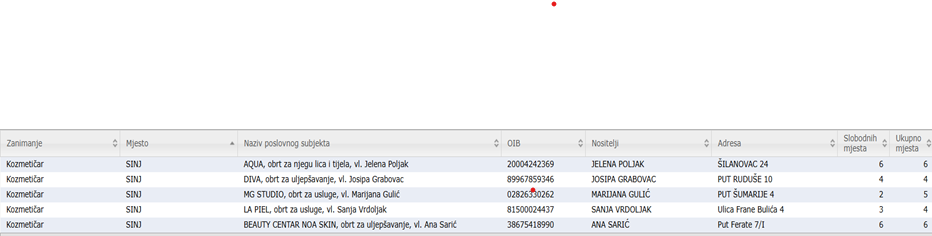 Zanimanje Mjesto Naziv poslovnog subjekta OIB Nositelji Adresa Slobodnih mjesta Ukupno mjesta
Kozmetičar SINJ AQUA, obrt za njegu lica i tijela, vl. Jelena Poljak 20004242369 JELENA POLJAK ŠILANOVAC 24 6 6
Kozmetičar SINJ DIVA, obrt za uljepšavanje, vl. Josipa Grabovac 89967859346 JOSIPA GRABOVAC PUT RUDUŠE 10 4 4
Kozmetičar SINJ MG STUDIO, obrt za usluge, vl. Marijana Gulić 02826330262 MARIJANA GULIĆ PUT ŠUMARIJE 4 2 5
Kozmetičar SINJ LA PIEL, obrt za usluge, vl. Sanja Vrdoljak 81500024437 SANJA VRDOLJAK Ulica Frane Bulića 4 3 4
Kozmetičar SINJ BEAUTY CENTAR NOA SKIN, obrt za uljepšavanje, vl. Ana Sarić 38675418990 ANA SARIĆ Put Ferate 7/I 6 6